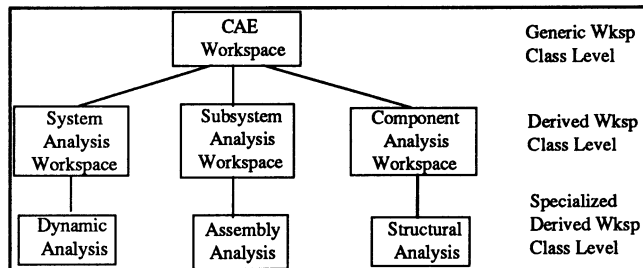 CAE
Workspace
Generic Wksp
Class Level
System
Analysis
Workspace
Subsystem
Analysis
Workspace
Component
Analysis
Workspace
Derived Wksp
Class Level
Dynamic
Analysis
Assembly
Analysis
Structural
Analysis
Specialized
Derived Wksp
Class Level